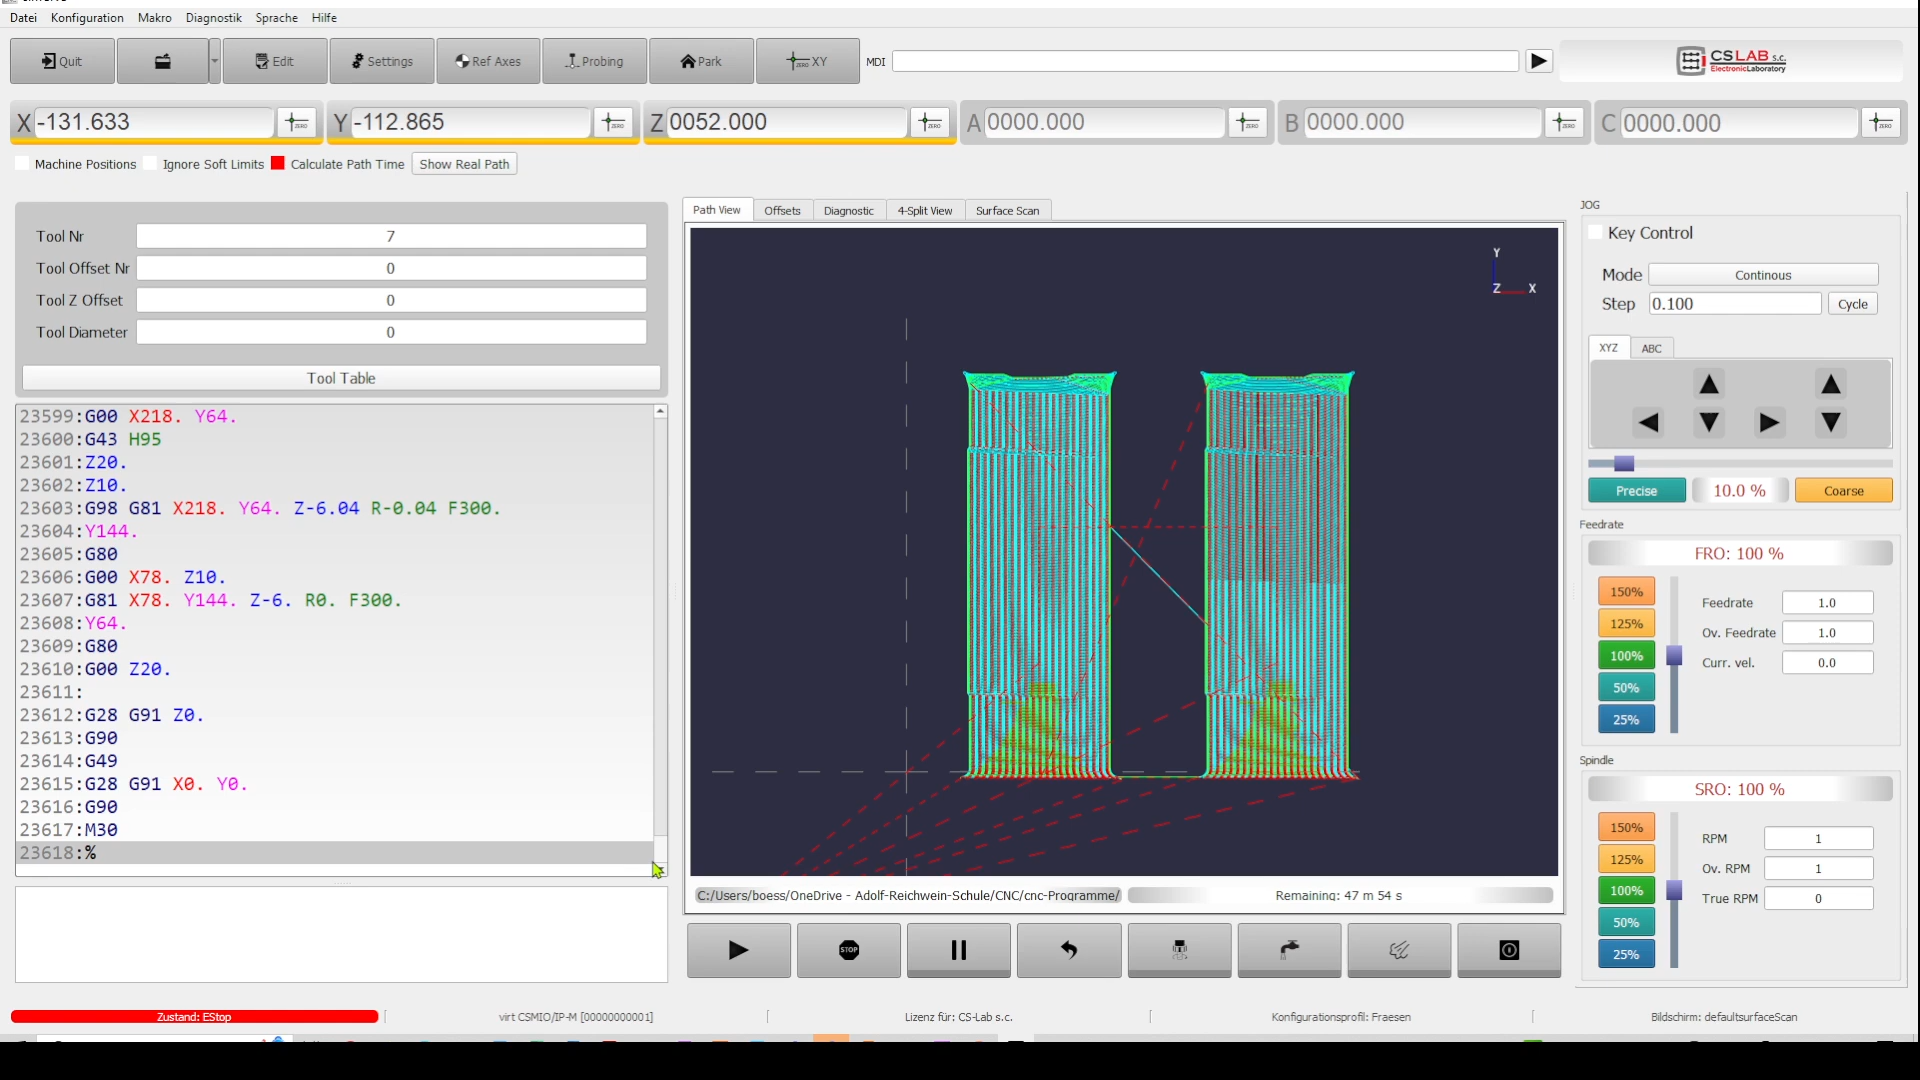 Datei Konfiguration Makro Diagnostik Sprache Hilfe
Quit Edit Settings Ref Axes Probing Park ZERO XY MDI CSLAB s.c.
ElectronicLaboratory
X -131.633 ZERO Y -112.865 ZERO Z 0052.000 ZERO A 0000.000 ZERO B 0000.000 ZERO C 0000.000 ZERO
Machine Positions Ignore Soft Limits Calculate Path Time Show Real Path
Tool Nr 7
Tool Offset Nr 0
Tool Z Offset 0
Tool Diameter 0
Tool Table
23599:G00 X218. Y64.
23600:G43 H95
23601:Z20.
23602:Z10.
23603:G98 G81 X218. Y64. Z-6.04 R-0.04 F300.
23604:Y144.
23605:G80
23606:G00 X78. Z10.
23607:G81 X78. Y144. Z-6. R0. F300.
23608:Y64.
23609:G80
23610:G00 Z20.
23611:
23612:G28 G91 Z0.
23613:G90
23614:G49
23615:G28 G91 X0. Y0.
23616:G90
23617:M30
23618:%
Path View Offsets Diagnostic 4-Split View Surface Scan
Y
Z X
C:/Users/boess/OneDrive - Adolf-Reichwein-Schule/CNC/cnc-Programme/ Remaining: 47 m 54 s
STOP
JOG
Key Control
Mode Continous
Step 0.100 Cycle
XYZ ABC
Precise 10.0 % Coarse
Feedrate
FRO: 100 %
150%
125%
100%
50%
25%
Feedrate 1.0
Ov. Feedrate 1.0
Curr. vel. 0.0
Spindle
SRO: 100 %
150%
125%
100%
50%
25%
RPM 1
Ov. RPM 1
True RPM 0
Zustand: EStop virt CSMIO/IP-M [00000000001] Lizenz für: CS-Lab s.c. Konfigurationsprofil: Fraesen Bildschirm: defaultsurfaceScan